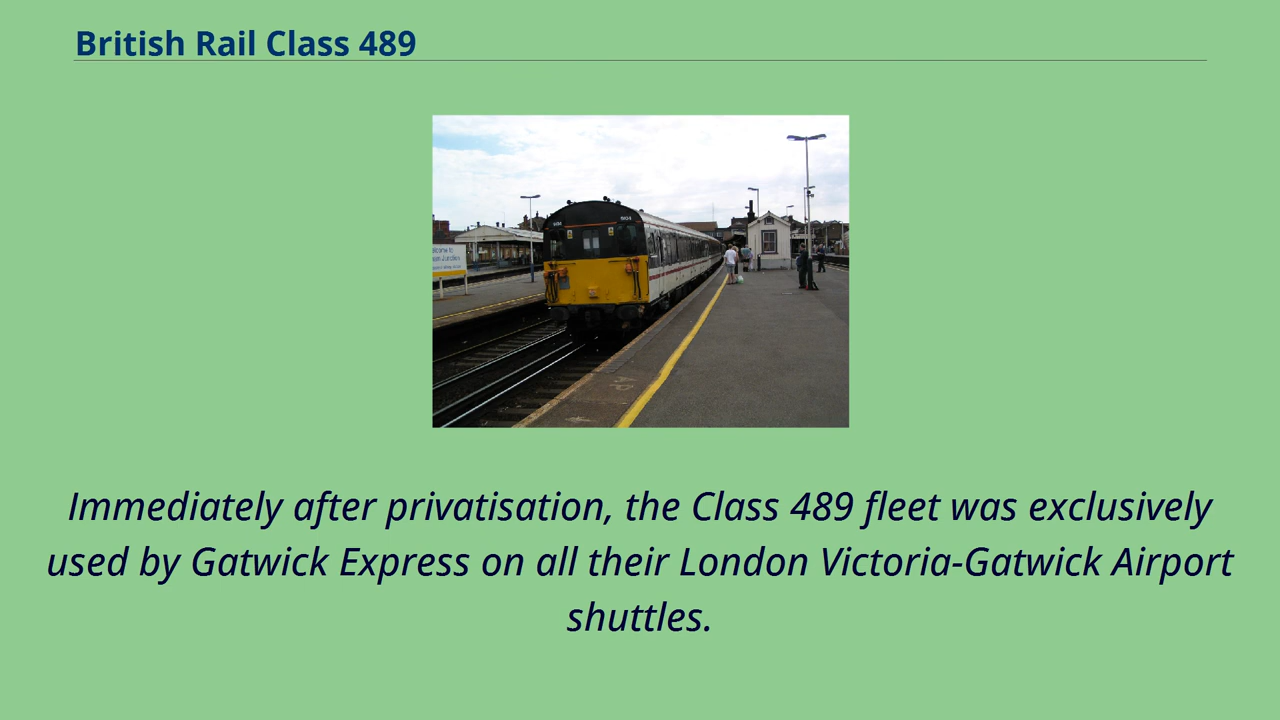 British Rail Class 489
Immediately after privatisation, the Class 489 fleet was exclusively
used by Gatwick Express on all their London Victoria-Gatwick Airport
shuttles.